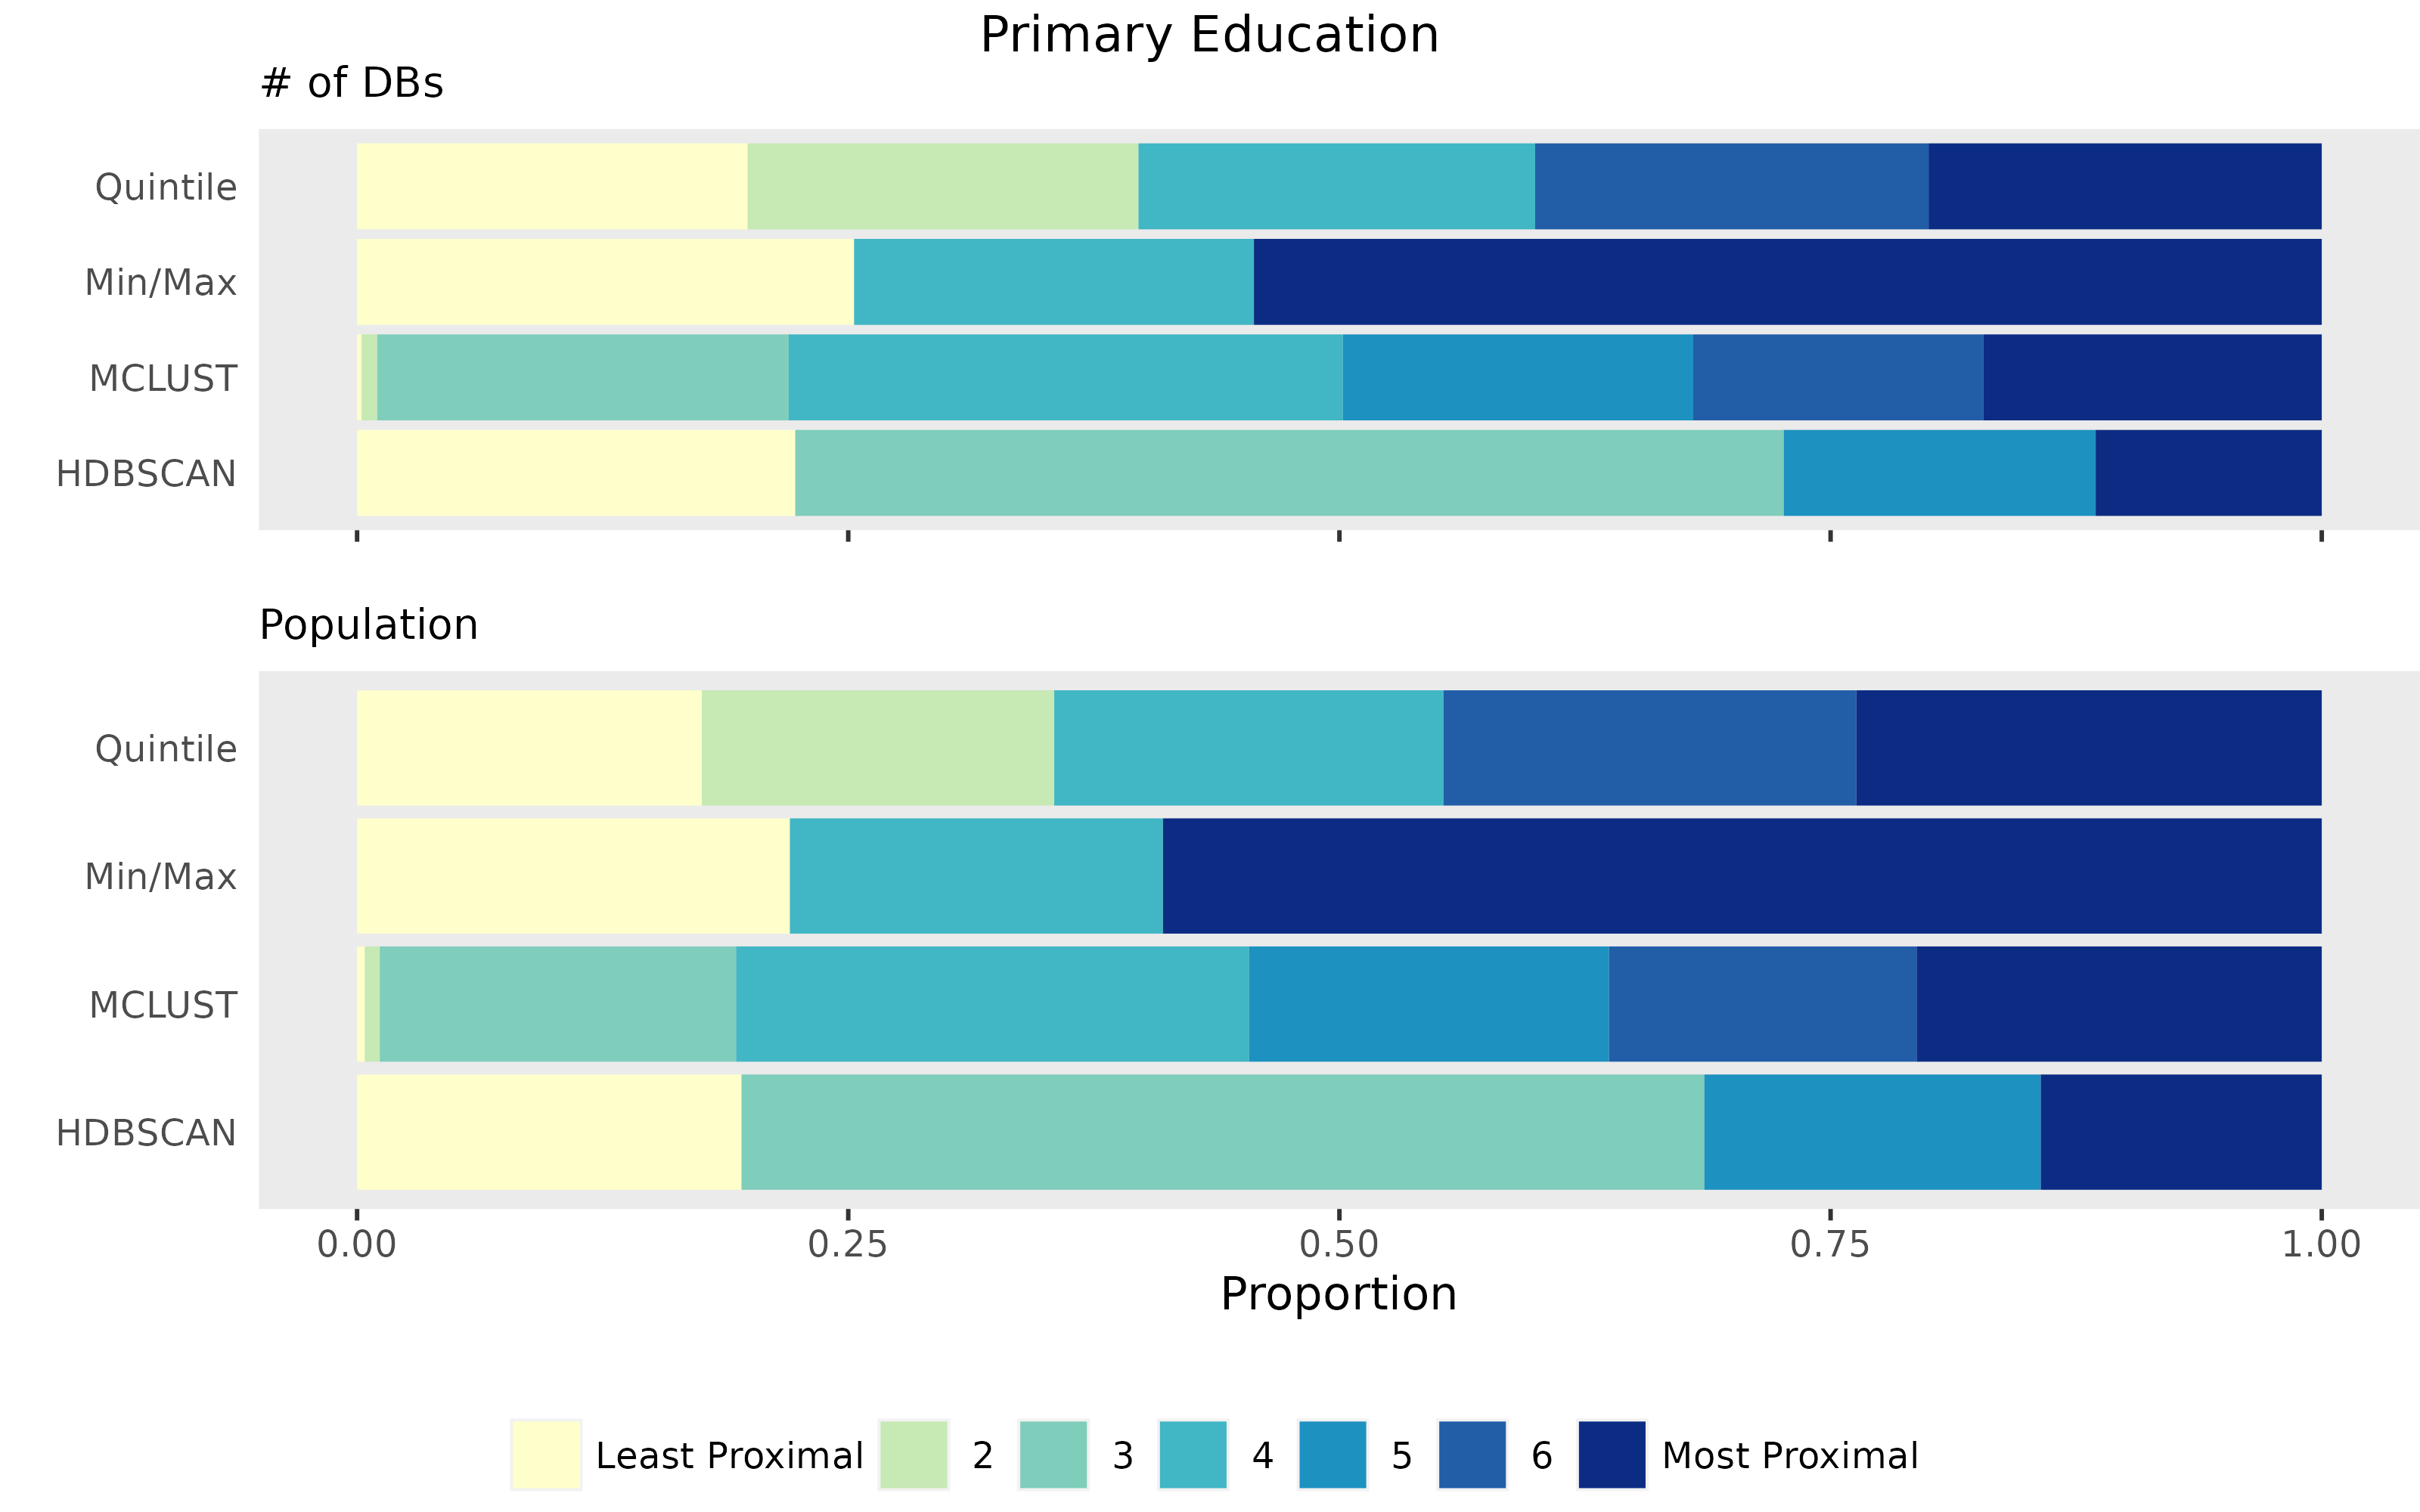 Primary Education
# of DBs
Quintile
Min/Max
MCLUST
HDBSCAN
Population
Quintile
Min/Max
MCLUST
HDBSCAN
0.00 0.25 0.50 0.75 1.00
Proportion
Least Proximal 2 3 4 5 6 Most Proximal